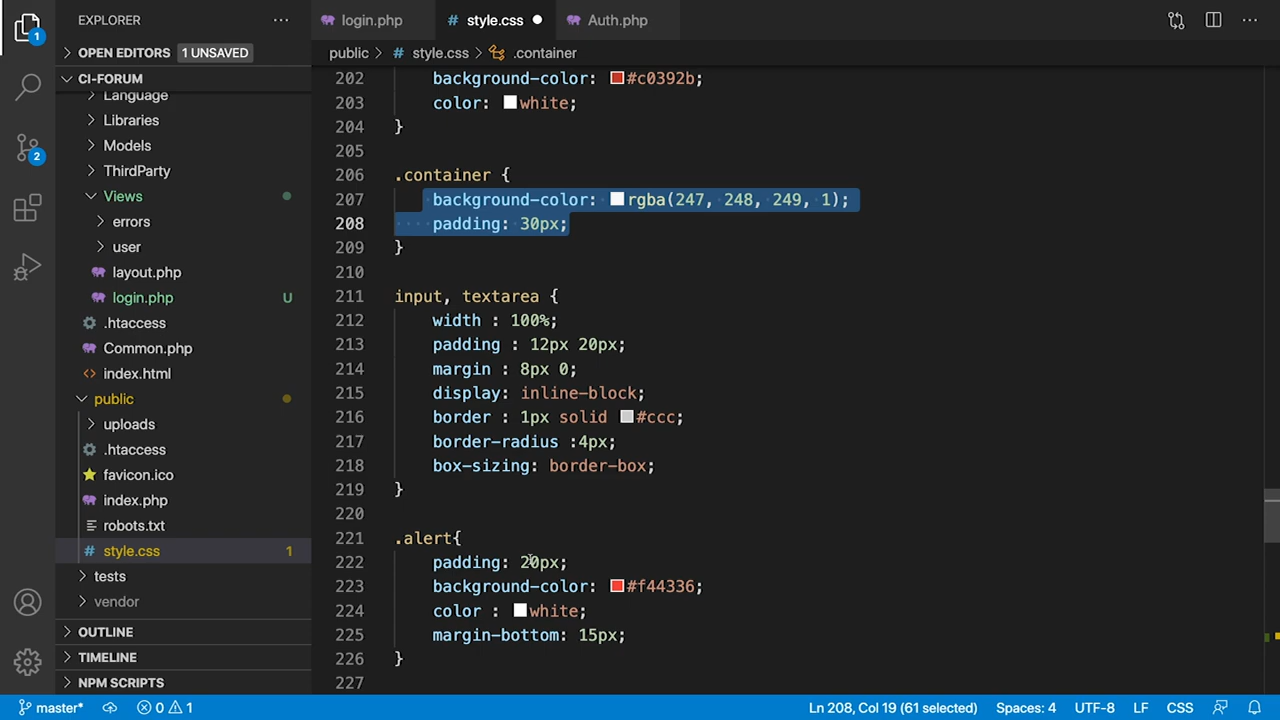 EXPLORER
login.php
# style.css
Auth.php
OPEN EDITORS 1 UNSAVED
public > # style.css > .container
CI-FORUM
Language
Libraries
Models
ThirdParty
Views
errors
user
layout.php
login.php U
.htaccess
Common.php
<> index.html
public
uploads
.htaccess
favicon.ico
index.php
robots.txt
# style.css 1
tests
vendor
OUTLINE
TIMELINE
NPM SCRIPTS
1
2
202 background-color: #c0392b;
203 color: white;
204 }
205
206 .container {
207 background-color: rgba(247, 248, 249, 1);
208 padding: 30px;
209 }
210
211 input, textarea {
212 width : 100%;
213 padding : 12px 20px;
214 margin : 8px 0;
215 display: inline-block;
216 border : 1px solid #ccc;
217 border-radius :4px;
218 box-sizing: border-box;
219 }
220
221 .alert{
222 padding: 20px;
223 background-color: #f44336;
224 color : white;
225 margin-bottom: 15px;
226 }
227
master* 0 1 Ln 208, Col 19 (61 selected) Spaces: 4 UTF-8 LF CSS